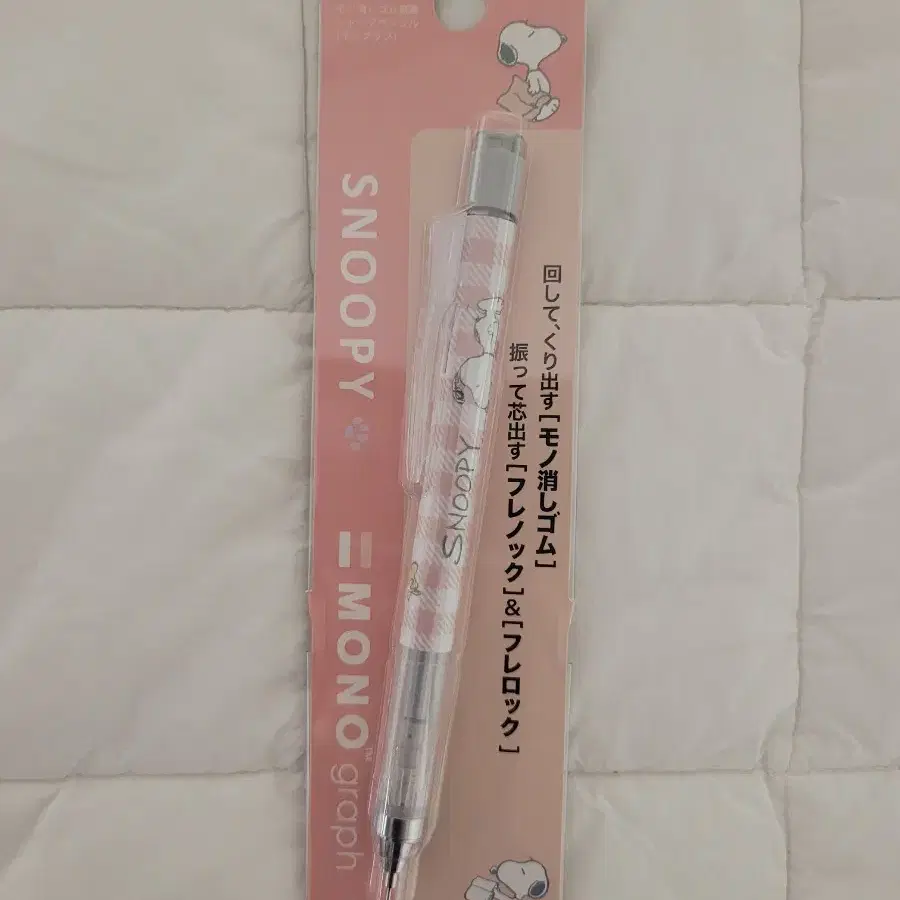 SNOOPY
MONO™ graph
SNOOPY
回して、くり出す[モノ消しゴム]
振って芯出す[フレノック]&[フレロック]